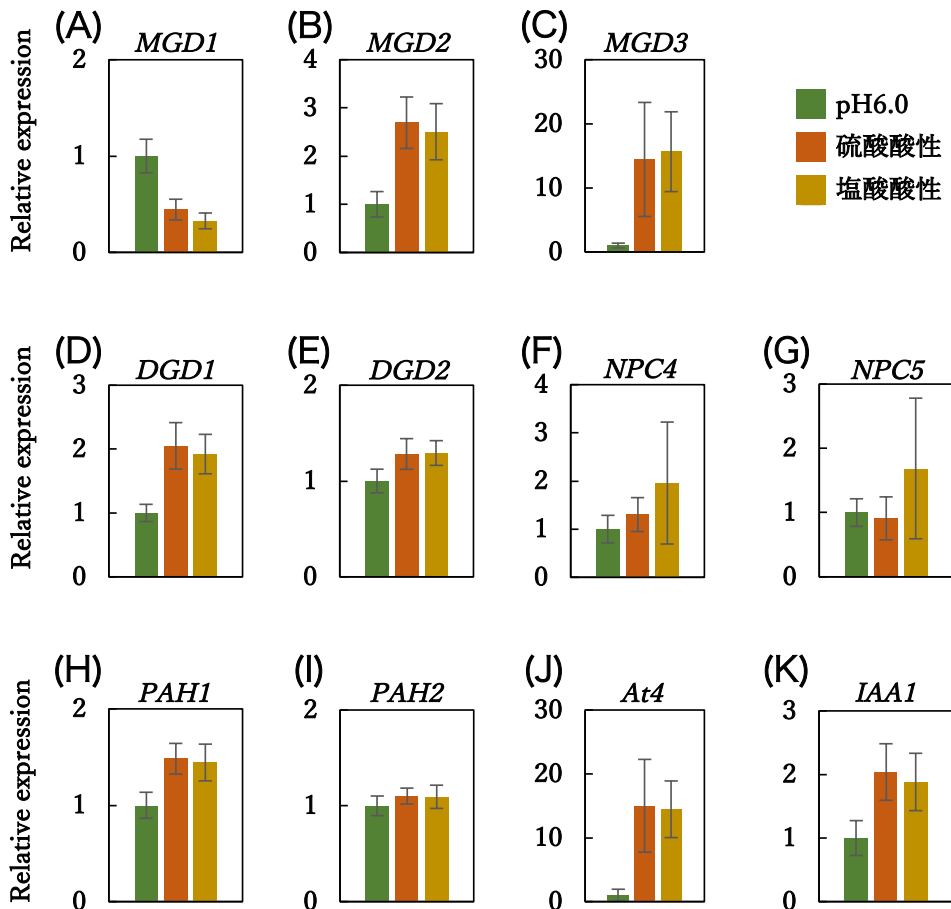 (A) MGD1
Relative expression
2
1
0
(B) MGD2
4
3
2
1
0
(C) MGD3
30
20
10
0
pH6.0
硫酸酸性
塩酸酸性
(D) DGD1
Relative expression
3
2
1
0
(E) DGD2
2
1
0
(F) NPC4
4
3
2
1
0
(G) NPC5
3
2
1
0
(H) PAH1
Relative expression
2
1
0
(I) PAH2
2
1
0
(J) At4
30
20
10
0
(K) IAA1
3
2
1
0